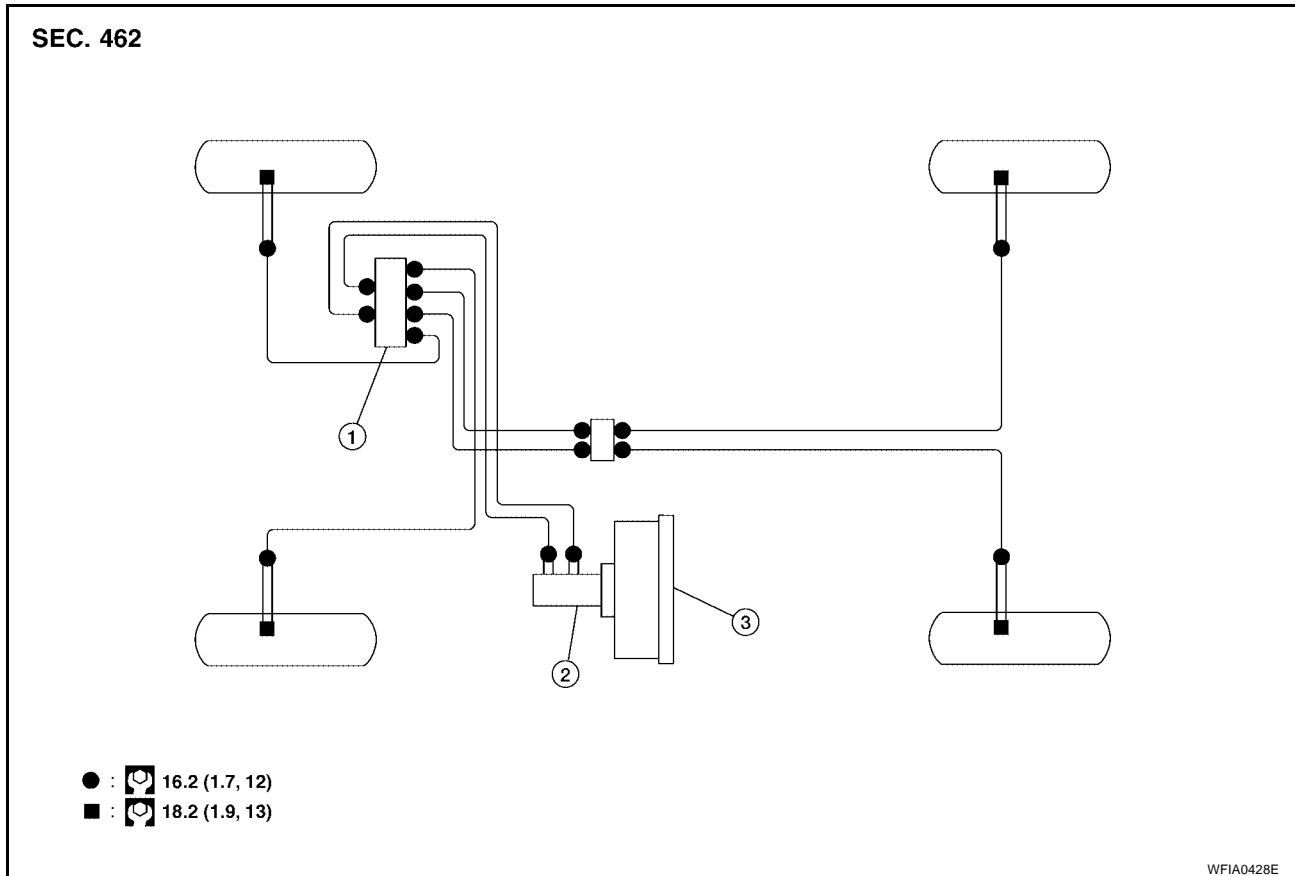 SEC. 462
1
2
3
● : 16.2 (1.7, 12)
■ : 18.2 (1.9, 13)
WFIA0428E